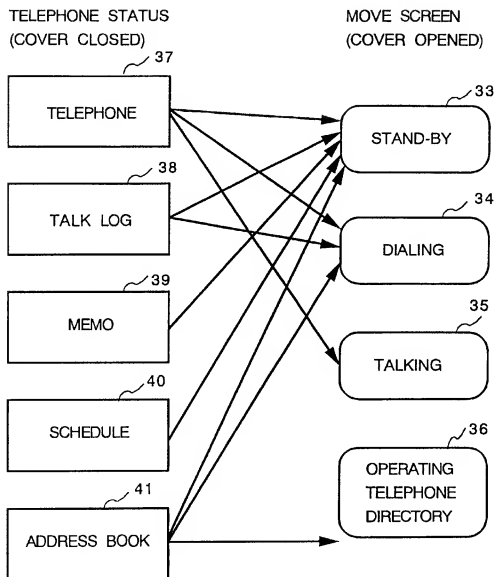 TELEPHONE STATUS
(COVER CLOSED)
MOVE SCREEN
(COVER OPENED)
37
TELEPHONE
38
TALK LOG
39
MEMO
40
SCHEDULE
41
ADDRESS BOOK
33
STAND-BY
34
DIALING
35
TALKING
36
OPERATING
TELEPHONE
DIRECTORY